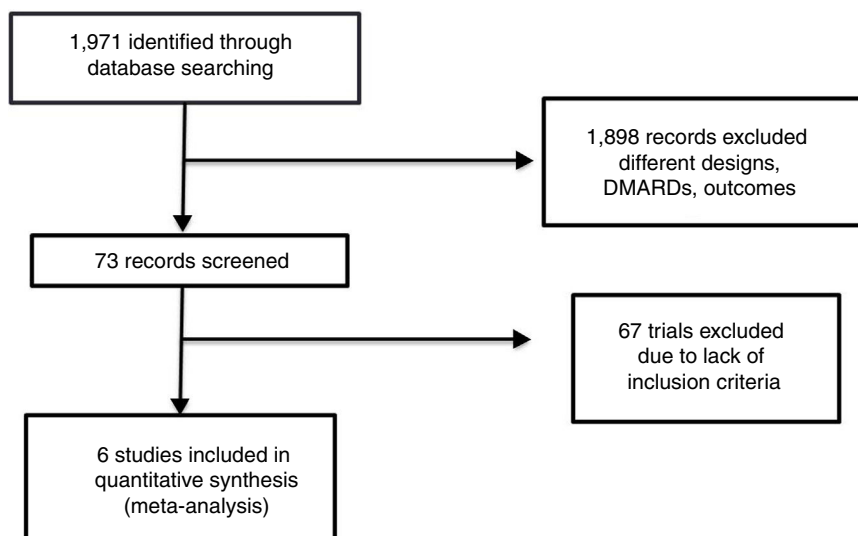 1,971 identified through
database searching
1,898 records excluded
different designs,
DMARDs, outcomes
73 records screened
67 trials excluded
due to lack of
inclusion criteria
6 studies included in
quantitative synthesis
(meta-analysis)